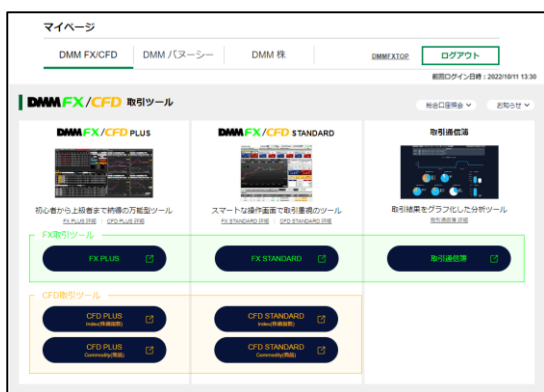 マイページ
DMM FX/CFD
DMM バヌーシー
DMM 株
DMMFXTOP
ログアウト
前回ログイン日時：2022/10/11 13:30
DMM FX/CFD 取引ツール
総合口座照会
お知らせ
DMM FX/CFD PLUS
初心者から上級者まで納得の万能型ツール
FX PLUS 詳細 | CFD PLUS 詳細
DMM FX/CFD STANDARD
スマートな操作画面で取引重視のツール
FX STANDARD 詳細 | CFD STANDARD 詳細
取引通信簿
取引結果をグラフ化した分析ツール
取引通信簿 詳細
FX取引ツール
FX PLUS
FX STANDARD
取引通信簿
CFD取引ツール
CFD PLUS
Index(株価指数)
CFD STANDARD
Index(株価指数)
CFD PLUS
Commodity(商品)
CFD STANDARD
Commodity(商品)